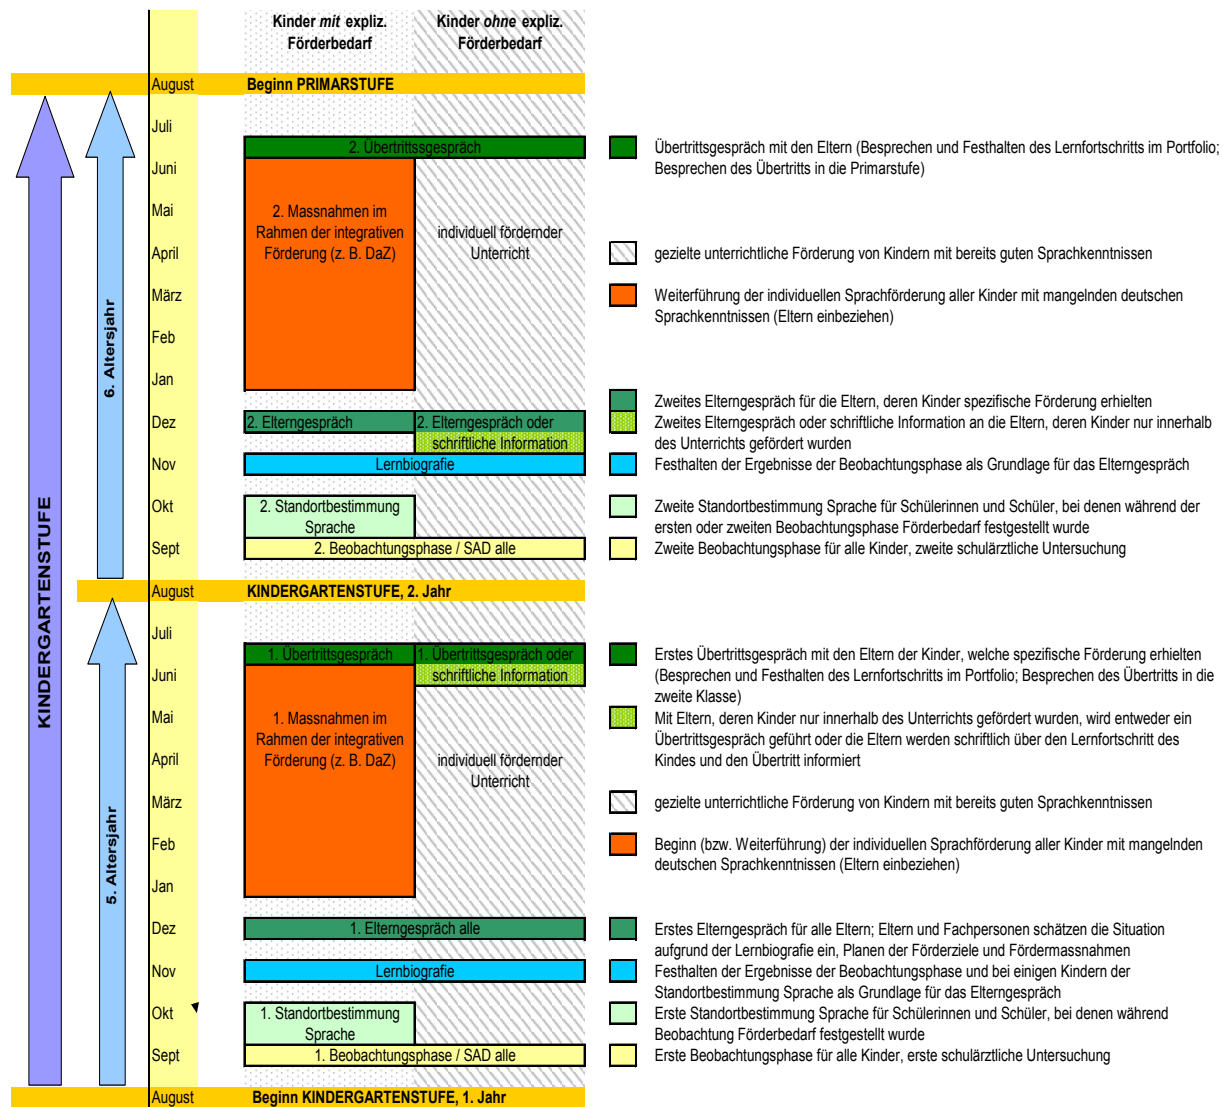 Kinder mit expliz.
Förderbedarf
Kinder ohne expliz.
Förderbedarf
August
Beginn PRIMARSTUFE
Juli
2. Übertrittssgespräch
Übertrittsgespräch mit den Eltern (Besprechen und Festhalten des Lernfortschritts im Portfolio;
Besprechen des Übertritts in die Primarstufe)
Juni
Mai
2. Massnahmen im
Rahmen der integrativen
Förderung (z. B. DaZ)
individuell fördernder
Unterricht
April
gezielte unterrichtliche Förderung von Kindern mit bereits guten Sprachkenntnissen
März
Weiterführung der individuellen Sprachförderung aller Kinder mit mangelnden deutschen
Sprachkenntnissen (Eltern einbeziehen)
Feb
Jan
6. Altersjahr
Dez
2. Elterngespräch
2. Elterngespräch oder
schriftliche Information
Zweites Elterngespräch für die Eltern, deren Kinder spezifische Förderung erhielten
Zweites Elterngespräch oder schriftliche Information an die Eltern, deren Kinder nur innerhalb
des Unterrichts gefördert wurden
Nov
Lernbiografie
Festhalten der Ergebnisse der Beobachtungsphase als Grundlage für das Elterngespräch
Okt
2. Standortbestimmung
Sprache
Zweite Standortbestimmung Sprache für Schülerinnen und Schüler, bei denen während der
ersten oder zweiten Beobachtungsphase Förderbedarf festgestellt wurde
Sept
2. Beobachtungsphase / SAD alle
Zweite Beobachtungsphase für alle Kinder, zweite schulärztliche Untersuchung
KINDERGARTENSTUFE
August
KINDERGARTENSTUFE, 2. Jahr
Juli
1. Übertrittsgespräch
1. Übertrittsgespräch oder
schriftliche Information
Erstes Übertrittsgespräch mit den Eltern der Kinder, welche spezifische Förderung erhielten
(Besprechen und Festhalten des Lernfortschritts im Portfolio; Besprechen des Übertritts in die
zweite Klasse)
Juni
Mai
1. Massnahmen im
Rahmen der integrativen
Förderung (z. B. DaZ)
individuell fördernder
Unterricht
Mit Eltern, deren Kinder nur innerhalb des Unterrichts gefördert wurden, wird entweder ein
Übertrittsgespräch geführt oder die Eltern werden schriftlich über den Lernfortschritt des
Kindes und den Übertritt informiert
April
März
gezielte unterrichtliche Förderung von Kindern mit bereits guten Sprachkenntnissen
Feb
Beginn (bzw. Weiterführung) der individuellen Sprachförderung aller Kinder mit mangelnden
deutschen Sprachkenntnissen (Eltern einbeziehen)
Jan
5. Altersjahr
Dez
1. Elterngespräch alle
Erstes Elterngespräch für alle Eltern; Eltern und Fachpersonen schätzen die Situation
aufgrund der Lernbiografie ein, Planen der Förderziele und Fördermassnahmen
Nov
Lernbiografie
Festhalten der Ergebnisse der Beobachtungsphase und bei einigen Kindern der
Standortbestimmung Sprache als Grundlage für das Elterngespräch
Okt
1. Standortbestimmung
Sprache
Erste Standortbestimmung Sprache für Schülerinnen und Schüler, bei denen während
Beobachtung Förderbedarf festgestellt wurde
Sept
1. Beobachtungsphase / SAD alle
Erste Beobachtungsphase für alle Kinder, erste schulärztliche Untersuchung
August
Beginn KINDERGARTENSTUFE, 1. Jahr